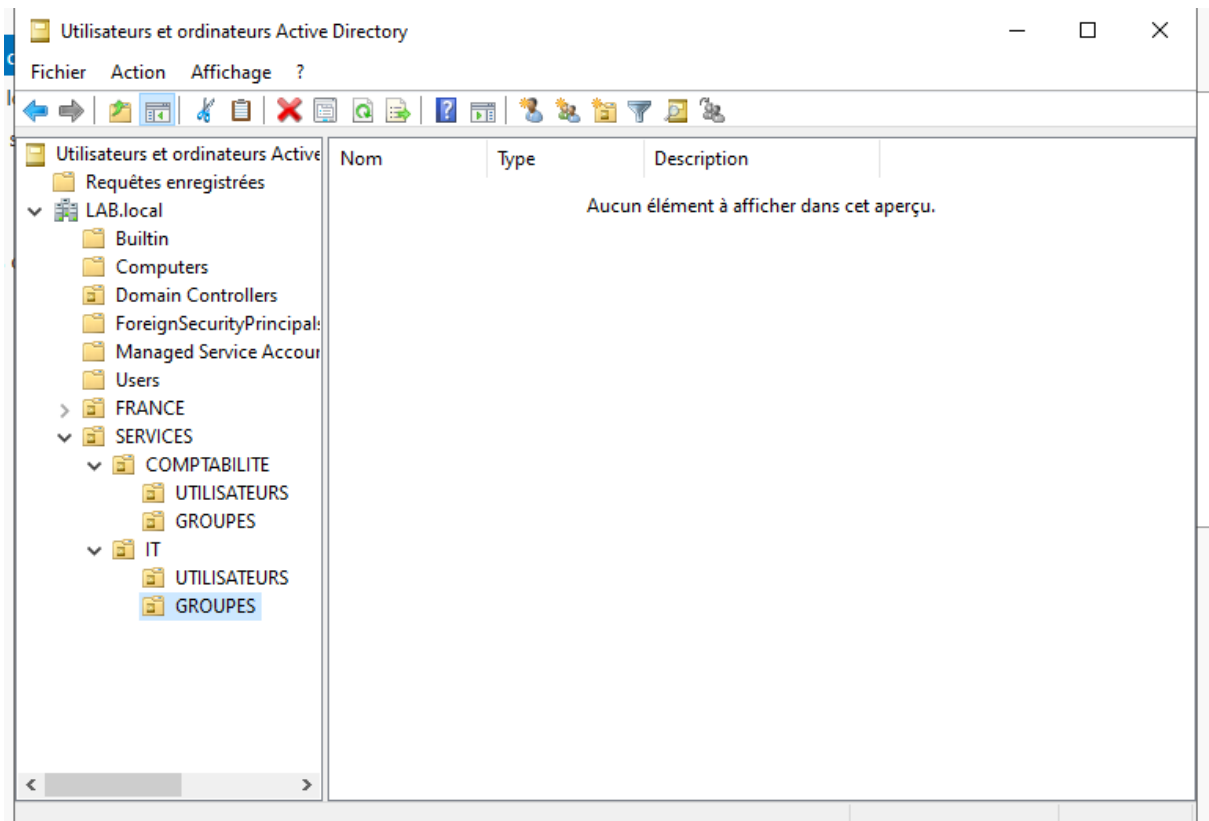 Utilisateurs et ordinateurs Active Directory
Fichier Action Affichage ?
Utilisateurs et ordinateurs Active
Nom Type Description
Requêtes enregistrées
Aucun élément à afficher dans cet aperçu.
LAB.local
Builtin
Computers
Domain Controllers
ForeignSecurityPrincipals
Managed Service Accour
Users
FRANCE
SERVICES
COMPTABILITE
UTILISATEURS
GROUPES
IT
UTILISATEURS
GROUPES